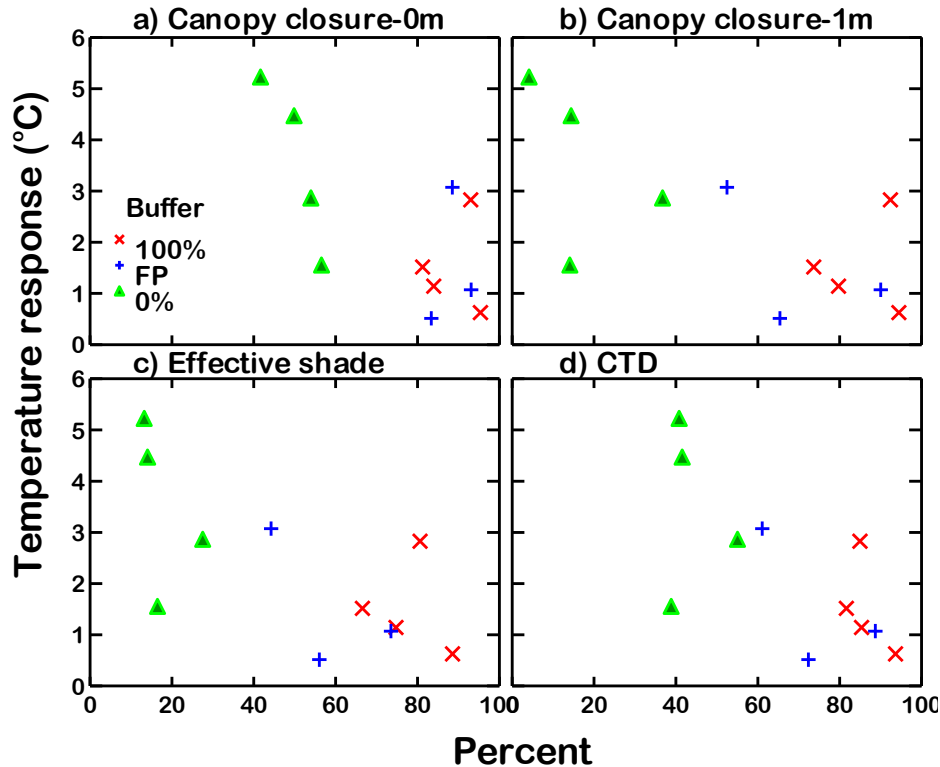 a) Canopy closure-0m
b) Canopy closure-1m
6
5
4
3
2
1
0
Buffer
100%
FP
0%
Temperature response (°C)
c) Effective shade
d) CTD
6
5
4
3
2
1
0
0 20 40 60 80 100
0 20 40 60 80 100
Percent